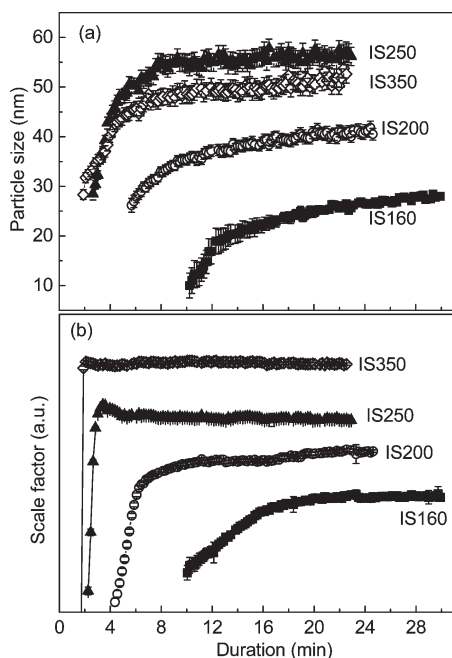 (a)
60
50
40
30
20
10
Particle size (nm)
IS250
IS350
IS200
IS160
(b)
Scale factor (a.u.)
IS350
IS250
IS200
IS160
0 4 8 12 16 20 24 28
Duration (min)